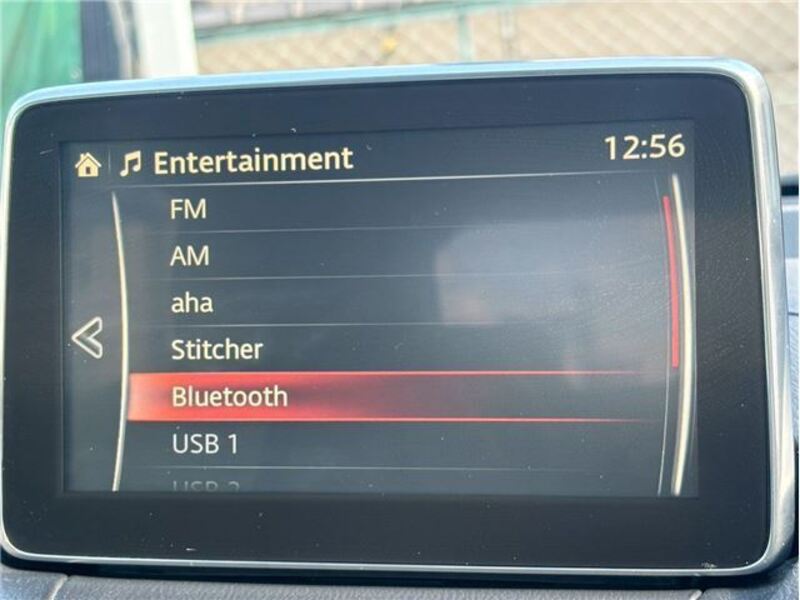 Entertainment 12:56
FM
AM
aha
Stitcher
Bluetooth
USB 1